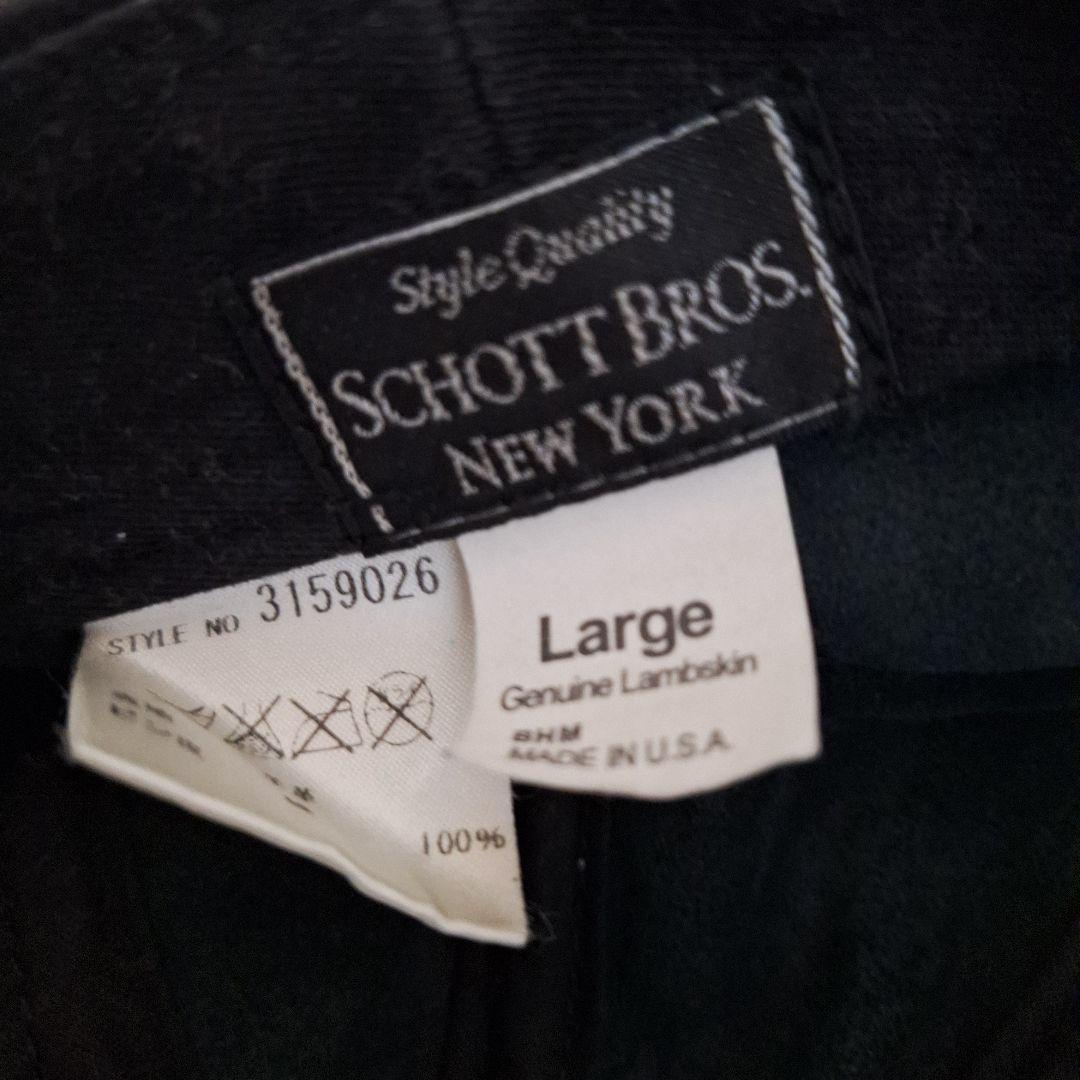 Style Quality
SCHOTT BROS.
NEW YORK
STYLE NO 3159026
100%
Large
Genuine Lambskin
BHM
MADE IN U.S.A.